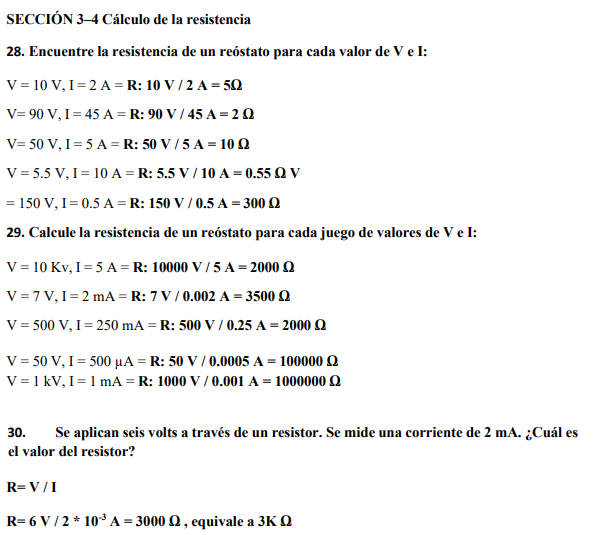 SECCIÓN 3–4 Cálculo de la resistencia
28. Encuentre la resistencia de un reóstato para cada valor de V e I:
V = 10 V, I = 2 A = R: 10 V / 2 A = 5Ω
V= 90 V, I = 45 A = R: 90 V / 45 A = 2 Ω
V= 50 V, I = 5 A = R: 50 V / 5 A = 10 Ω
V = 5.5 V, I = 10 A = R: 5.5 V / 10 A = 0.55 Ω V
= 150 V, I = 0.5 A = R: 150 V / 0.5 A = 300 Ω
29. Calcule la resistencia de un reóstato para cada juego de valores de V e I:
V = 10 Kv, I = 5 A = R: 10000 V / 5 A = 2000 Ω
V = 7 V, I = 2 mA = R: 7 V / 0.002 A = 3500 Ω
V = 500 V, I = 250 mA = R: 500 V / 0.25 A = 2000 Ω
V = 50 V, I = 500 µA = R: 50 V / 0.0005 A = 100000 Ω
V = 1 kV, I = 1 mA = R: 1000 V / 0.001 A = 1000000 Ω
30. Se aplican seis volts a través de un resistor. Se mide una corriente de 2 mA. ¿Cuál es
el valor del resistor?
R= V / I
R= 6 V / 2 * 10⁻³ A = 3000 Ω , equivale a 3K Ω